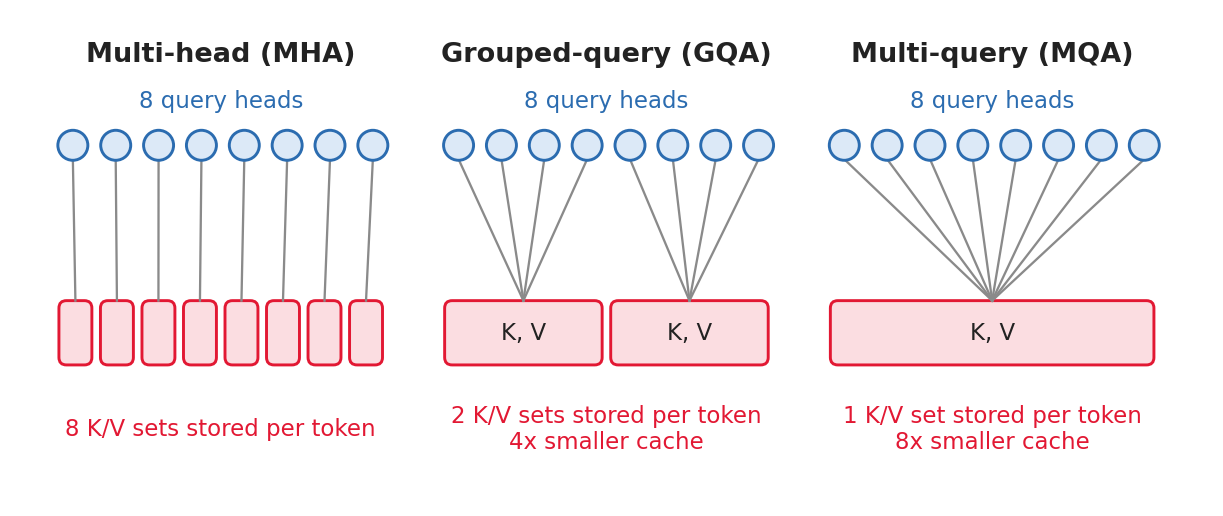 Multi-head (MHA)
8 query heads
8 K/V sets stored per token
Grouped-query (GQA)
8 query heads
K, V
K, V
2 K/V sets stored per token
4x smaller cache
Multi-query (MQA)
8 query heads
K, V
1 K/V set stored per token
8x smaller cache